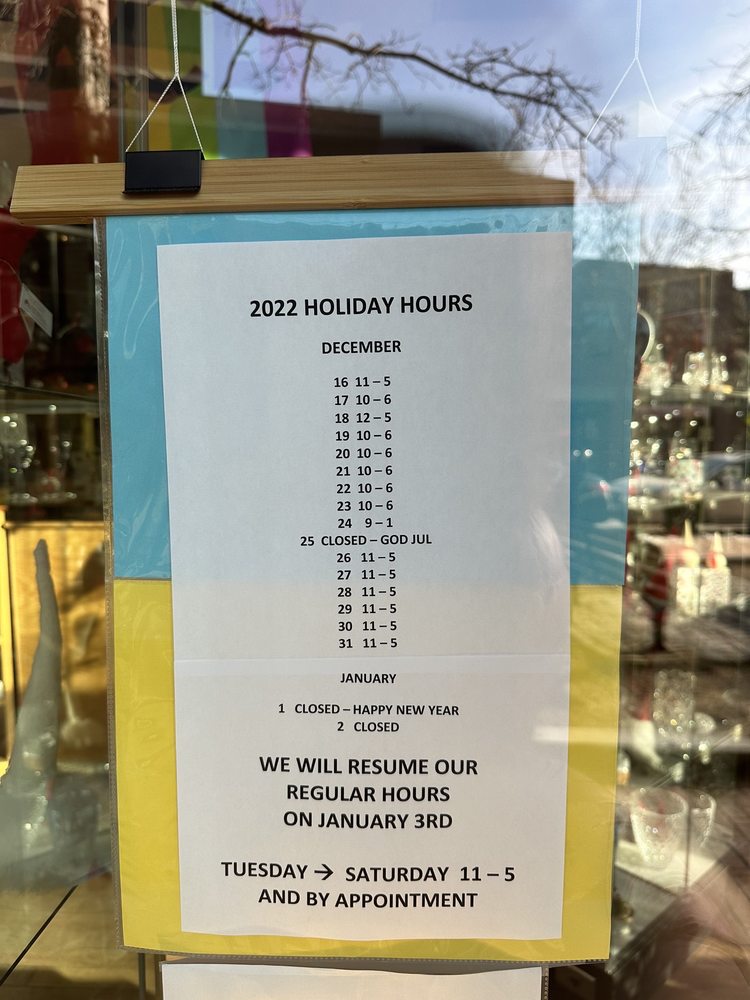 2022 HOLIDAY HOURS
DECEMBER
16 11 – 5
17 10 – 6
18 12 – 5
19 10 – 6
20 10 – 6
21 10 – 6
22 10 – 6
23 10 – 6
24 9 – 1
25 CLOSED – GOD JUL
26 11 – 5
27 11 – 5
28 11 – 5
29 11 – 5
30 11 – 5
31 11 – 5
JANUARY
1 CLOSED – HAPPY NEW YEAR
2 CLOSED
WE WILL RESUME OUR
REGULAR HOURS
ON JANUARY 3RD
TUESDAY → SATURDAY 11 – 5
AND BY APPOINTMENT